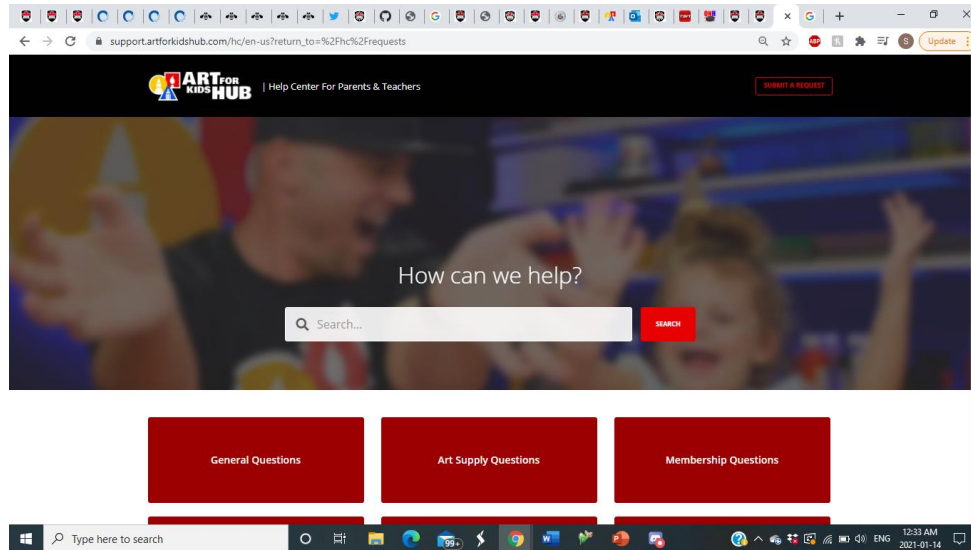 support.artforkidshub.com/hc/en-us?return_to=%2Fhc%2Frequests
ABP
S
Update
ART FOR
KIDS HUB
| Help Center For Parents & Teachers
SUBMIT A REQUEST
How can we help?
Search...
SEARCH
General Questions
Art Supply Questions
Membership Questions
Type here to search
99+
ENG
12:33 AM
2021-01-14